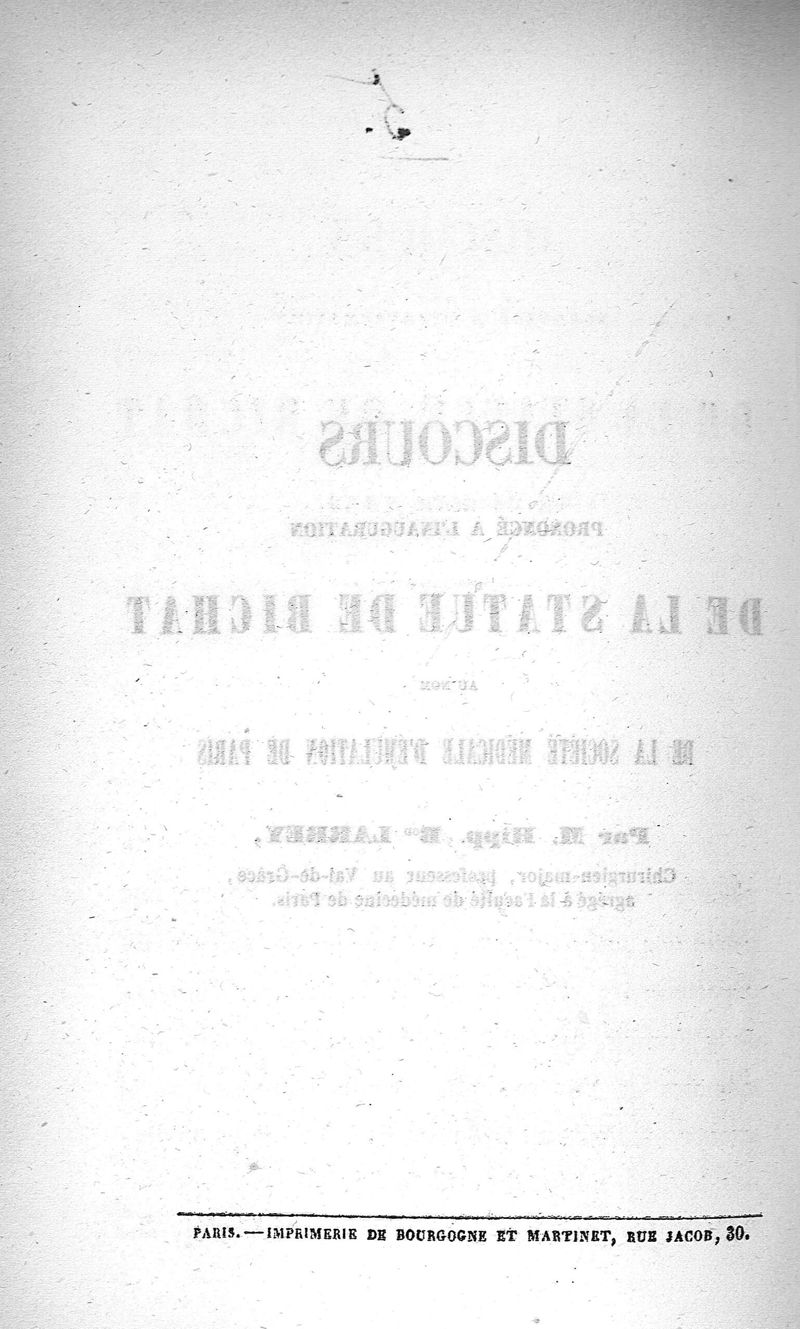 DISCOURS
PRONONCÉ A L'INAUGURATION
DE LA STATUE DE BICHAT
AU NOM
DE LA SOCIÉTÉ MÉDICALE D'ÉMULATION DE PARIS
Par M. Hipp. Bon LARREY,
Chirurgien-major, professeur au Val-de-Grâce,
agrégé à la Faculté de médecine de Paris.
PARIS.—IMPRIMERIE DE BOURGOGNE ET MARTINET, RUE JACOB, 30.